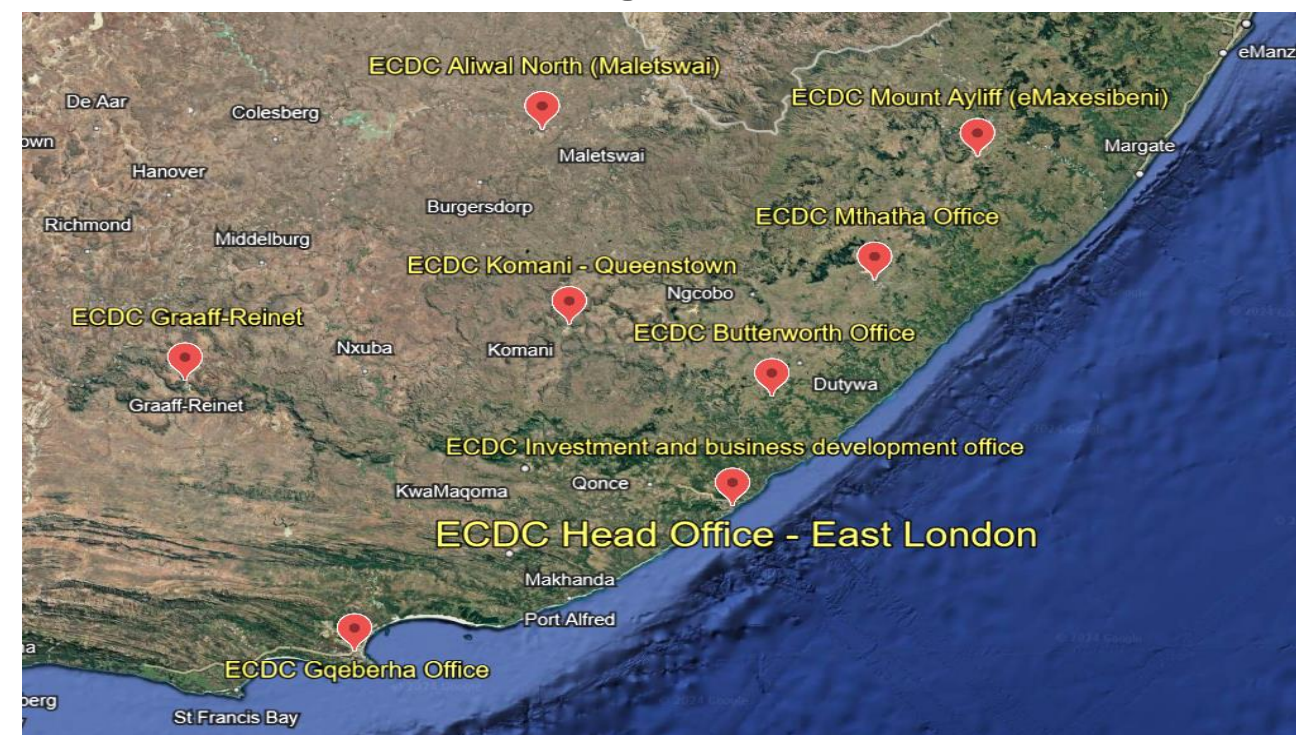 eManz
ECDC Aliwal North (Maletswai)
De Aar
ECDC Mount Ayliff (eMaxesibeni)
Colesberg
own
Margate
Maletswai
Hanover
Burgersdorp
ECDC Mthatha Office
Richmond
Middelburg
ECDC Komani - Queenstown
Ngcobo
ECDC Graaff-Reinet
ECDC Butterworth Office
Nxuba
Komani
Dutywa
Graaff-Reinet
ECDC Investment and business development office
Qonce
KwaMaqoma
ECDC Head Office - East London
Makhanda
Port Alfred
a
ECDC Gqeberha Office
berg
St Francis Bay